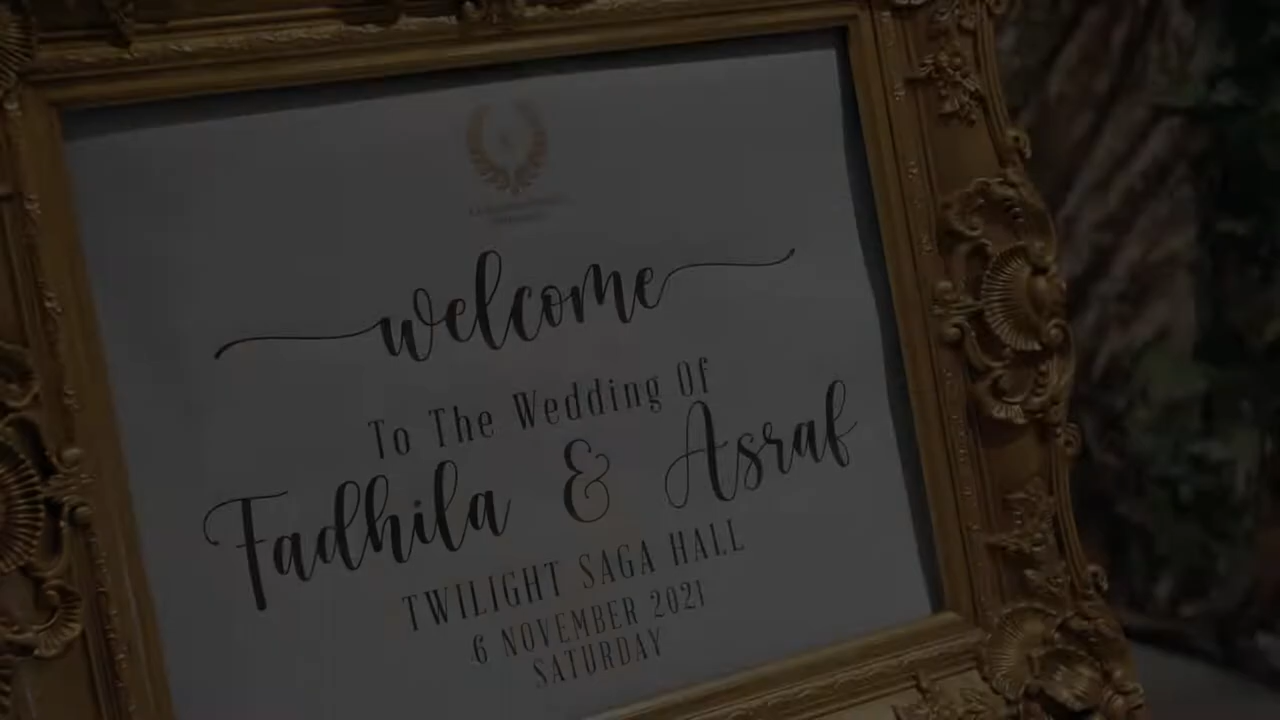 welcome
To The Wedding Of
Fadhila & Asraf
TWILIGHT SAGA HALL
6 NOVEMBER 2021
SATURDAY